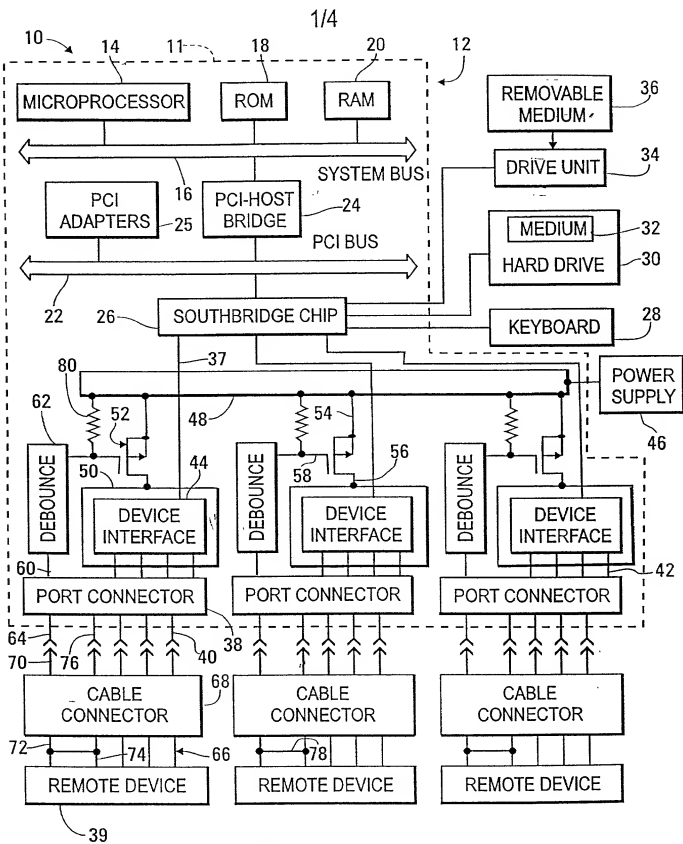 1/4
10
11
14
18
20
12
MICROPROCESSOR
ROM
RAM
REMOVABLE
MEDIUM
36
16
SYSTEM BUS
DRIVE UNIT
34
PCI
ADAPTERS
25
PCI-HOST
BRIDGE
24
PCI BUS
MEDIUM
32
HARD DRIVE
30
22
26
SOUTHBRIDGE CHIP
KEYBOARD
28
37
80
62
52
48
54
POWER
SUPPLY
46
50
44
58
56
DEBOUNCE
DEVICE
INTERFACE
DEBOUNCE
DEVICE
INTERFACE
DEBOUNCE
DEVICE
INTERFACE
60
42
PORT CONNECTOR
PORT CONNECTOR
PORT CONNECTOR
38
64
70
76
40
CABLE
CONNECTOR
68
CABLE
CONNECTOR
CABLE
CONNECTOR
72
74
66
78
REMOTE DEVICE
REMOTE DEVICE
REMOTE DEVICE
39